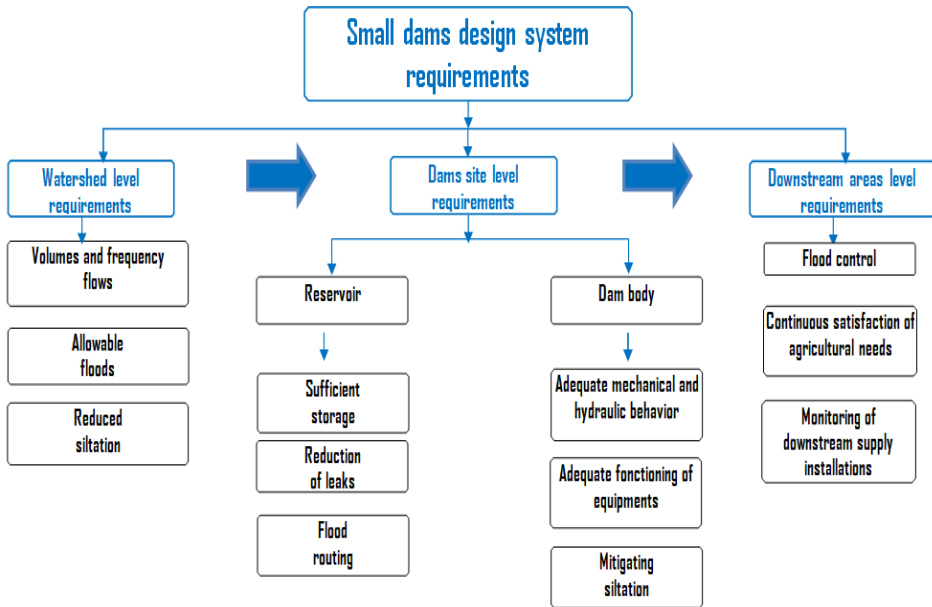 Small dams design system
requirements
Watershed level
requirements
Dams site level
requirements
Downstream areas level
requirements
Volumes and frequency
flows
Allowable
floods
Reduced
siltation
Reservoir
Sufficient
storage
Reduction
of leaks
Flood
routing
Dam body
Adequate mechanical and
hydraulic behavior
Adequate fonctioning of
equipments
Mitigating
siltation
Flood control
Continuous satisfaction of
agricultural needs
Monitoring of
downstream supply
installations